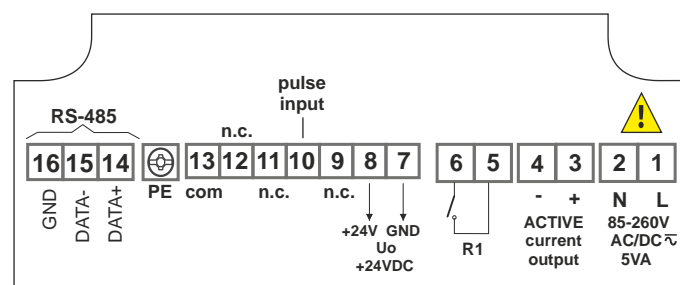 pulse
input
RS-485
n.c.
16 15 14 13 12 11 10 9 8 7 6 5 4 3 2 1
PE com n.c. n.c.
GND
DATA-
DATA+
- + N L
+24V GND
Uo
+24VDC
R1
ACTIVE
current
output
85-260V
AC/DC
5VA